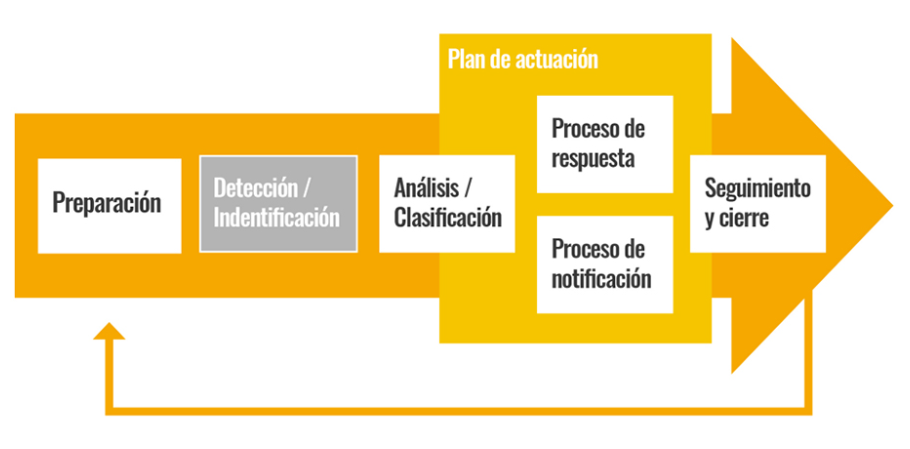 Plan de actuación
Preparación
Detección /
Indentificación
Análisis /
Clasificación
Proceso de
respuesta
Proceso de
notificación
Seguimiento
y cierre